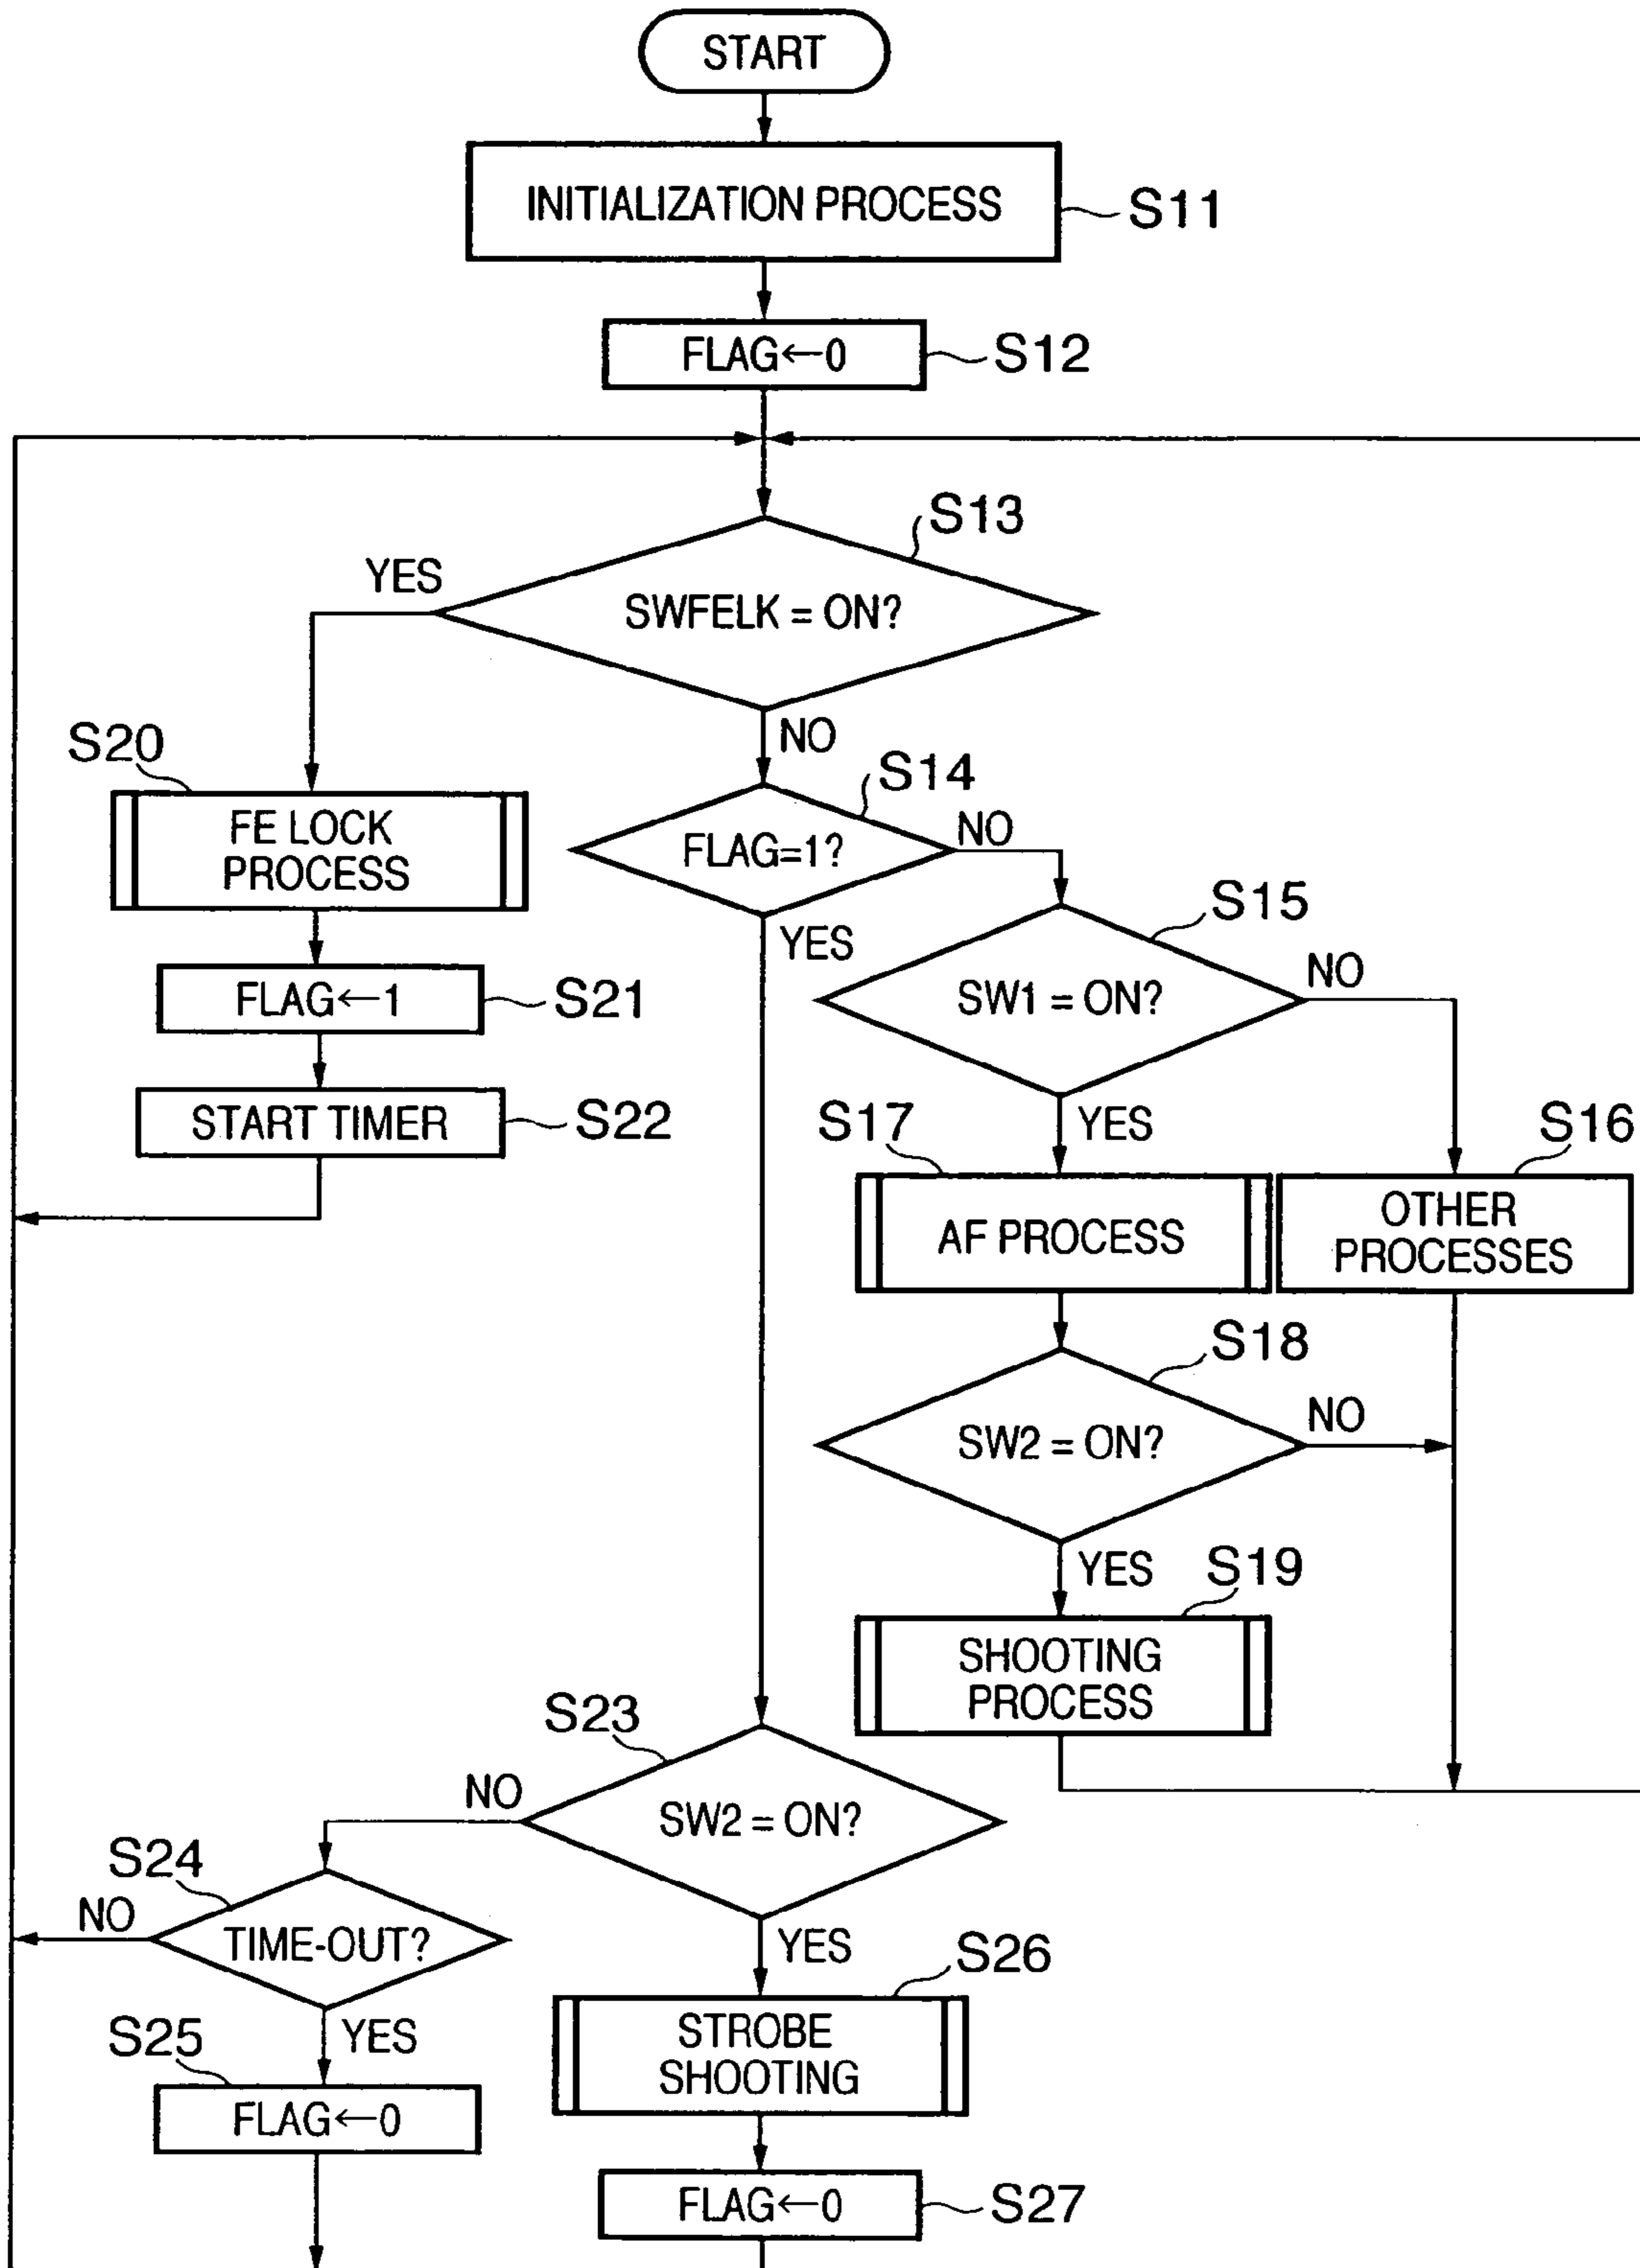 START
INITIALIZATION PROCESS
S11
FLAG←0
S12
S13
YES
SWFELK = ON?
NO
S20
S14
FE LOCK
PROCESS
FLAG=1?
NO
YES
S15
FLAG←1
S21
SW1 = ON?
NO
START TIMER
S22
S17
YES
S16
AF PROCESS
OTHER
PROCESSES
S18
SW2 = ON?
NO
YES
S19
SHOOTING
PROCESS
S23
NO
SW2 = ON?
S24
NO
TIME-OUT?
YES
S26
S25
YES
STROBE
SHOOTING
FLAG←0
FLAG←0
S27